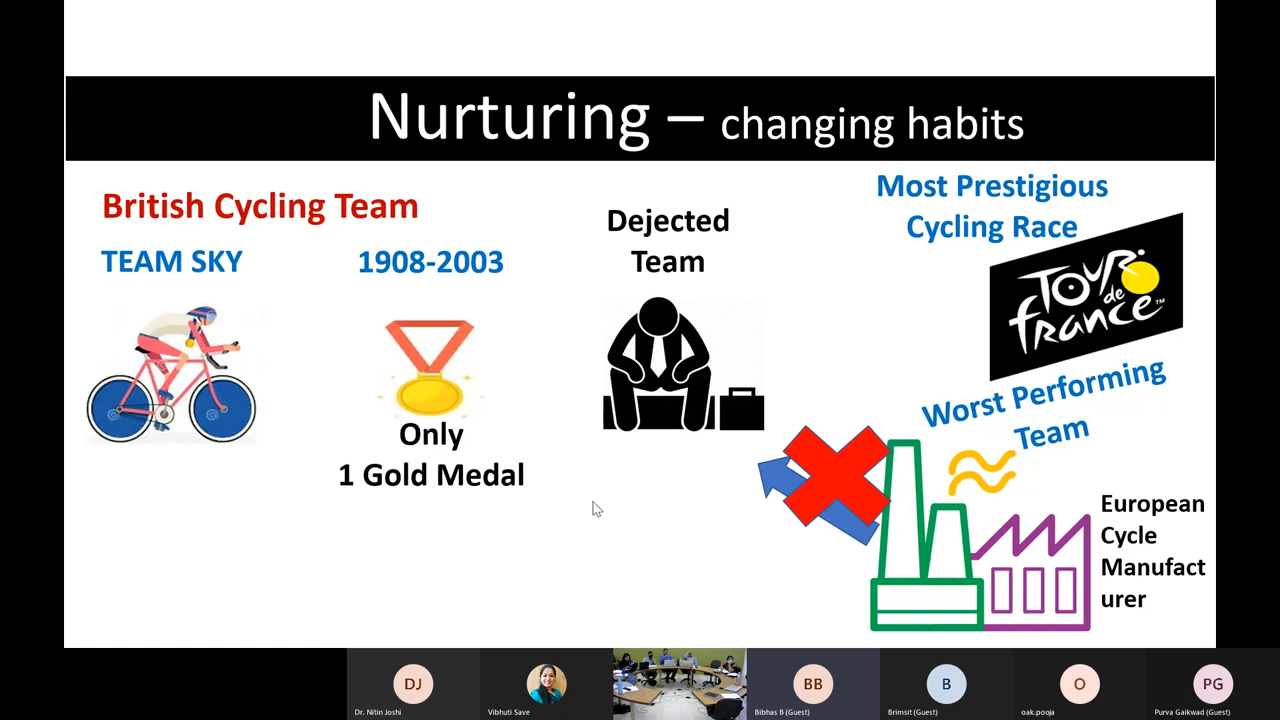 Nurturing – changing habits
British Cycling Team
TEAM SKY
1908-2003
Only
1 Gold Medal
Dejected
Team
Most Prestigious
Cycling Race
TOUR
de
france™
Worst Performing
Team
European
Cycle
Manufact
urer
DJ
Dr. Nitin Joshi
Vibhuti Save
BB
Bibhas B (Guest)
B
Brimsit (Guest)
O
oak.pooja
PG
Purva Gaikwad (Guest)